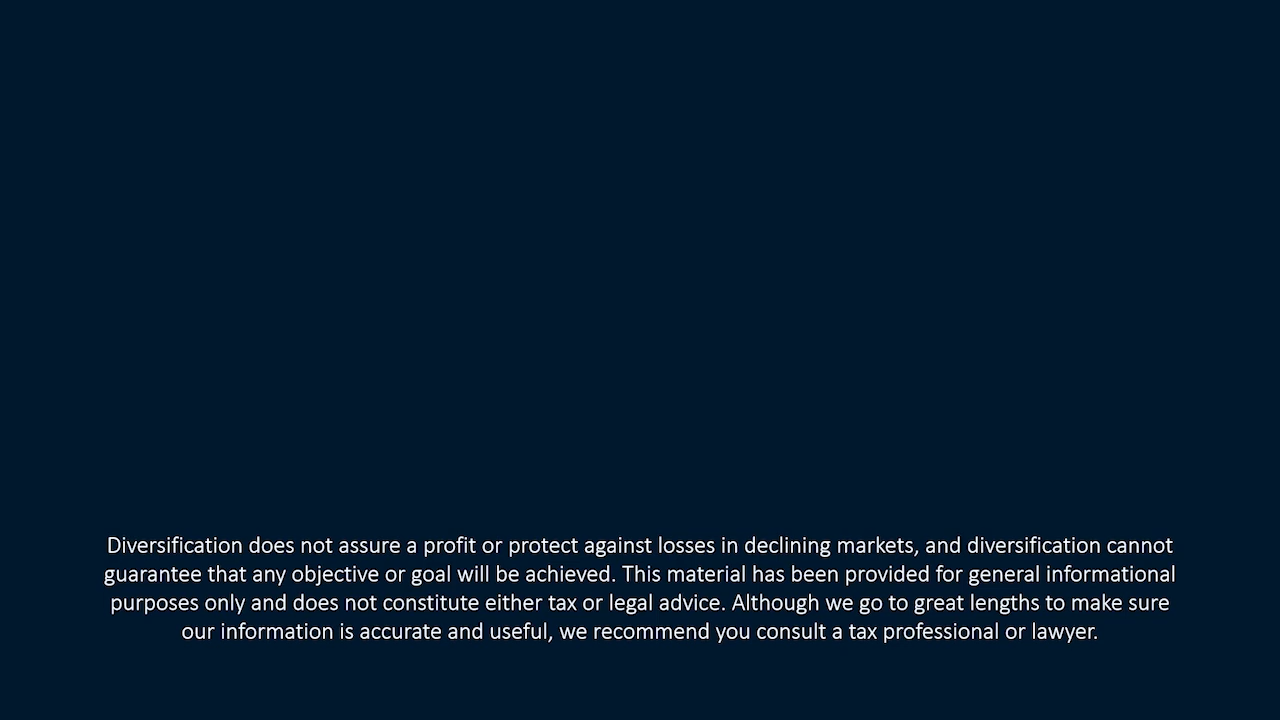 Diversification does not assure a profit or protect against losses in declining markets, and diversification cannot
guarantee that any objective or goal will be achieved. This material has been provided for general informational
purposes only and does not constitute either tax or legal advice. Although we go to great lengths to make sure
our information is accurate and useful, we recommend you consult a tax professional or lawyer.